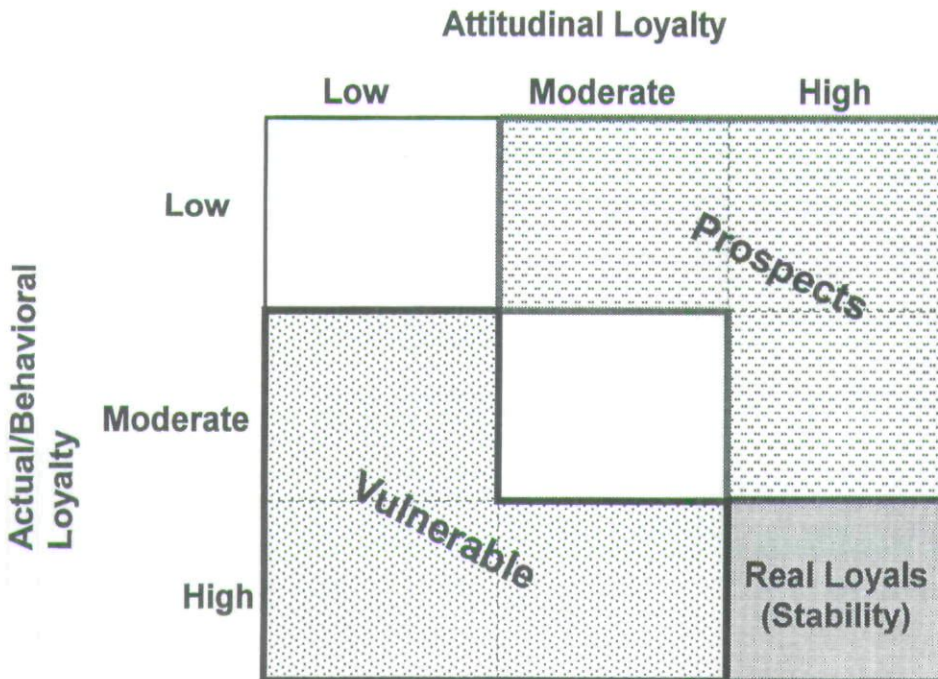 Attitudinal Loyalty
Low Moderate High
Low
Prospects
Actual/Behavioral
Loyalty
Moderate
Vulnerable
High
Real Loyals
(Stability)